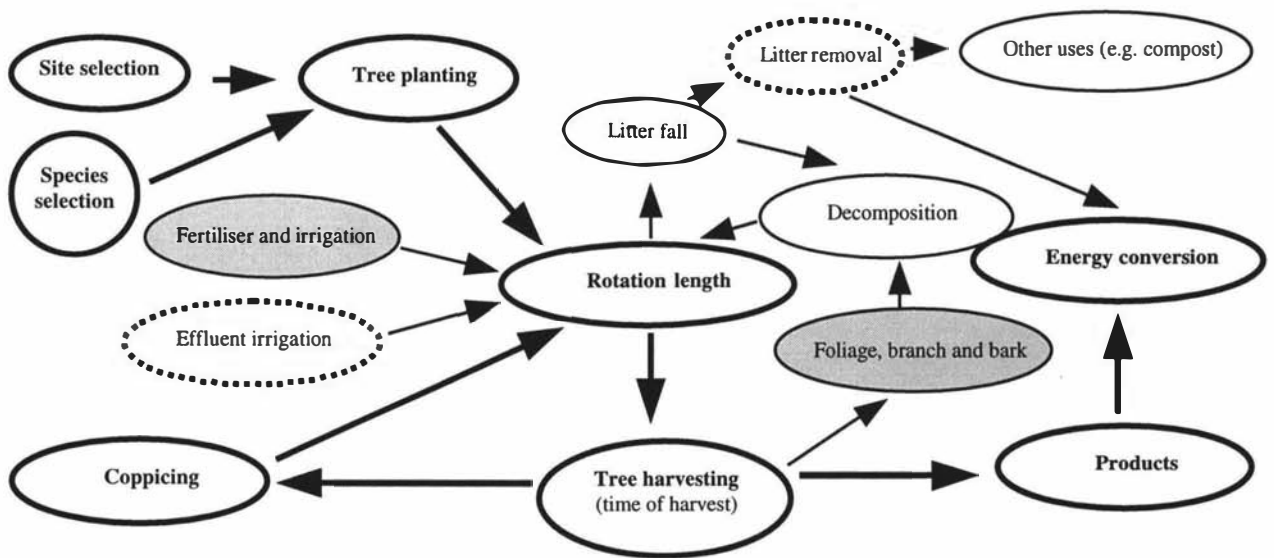 Site selection
Tree planting
Litter removal
Other uses (e.g. compost)
Litter fall
Species
selection
Decomposition
Fertiliser and irrigation
Energy conversion
Rotation length
Effluent irrigation
Foliage, branch and bark
Coppicing
Tree harvesting
(time of harvest)
Products